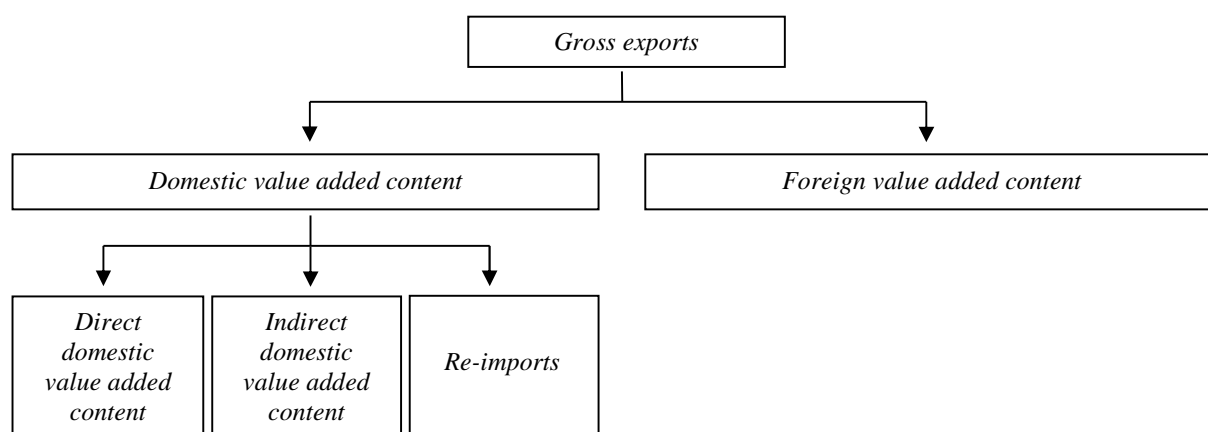 Gross exports
Domestic value added content
Foreign value added content
Direct
domestic
value added
content
Indirect
domestic
value added
content
Re-imports